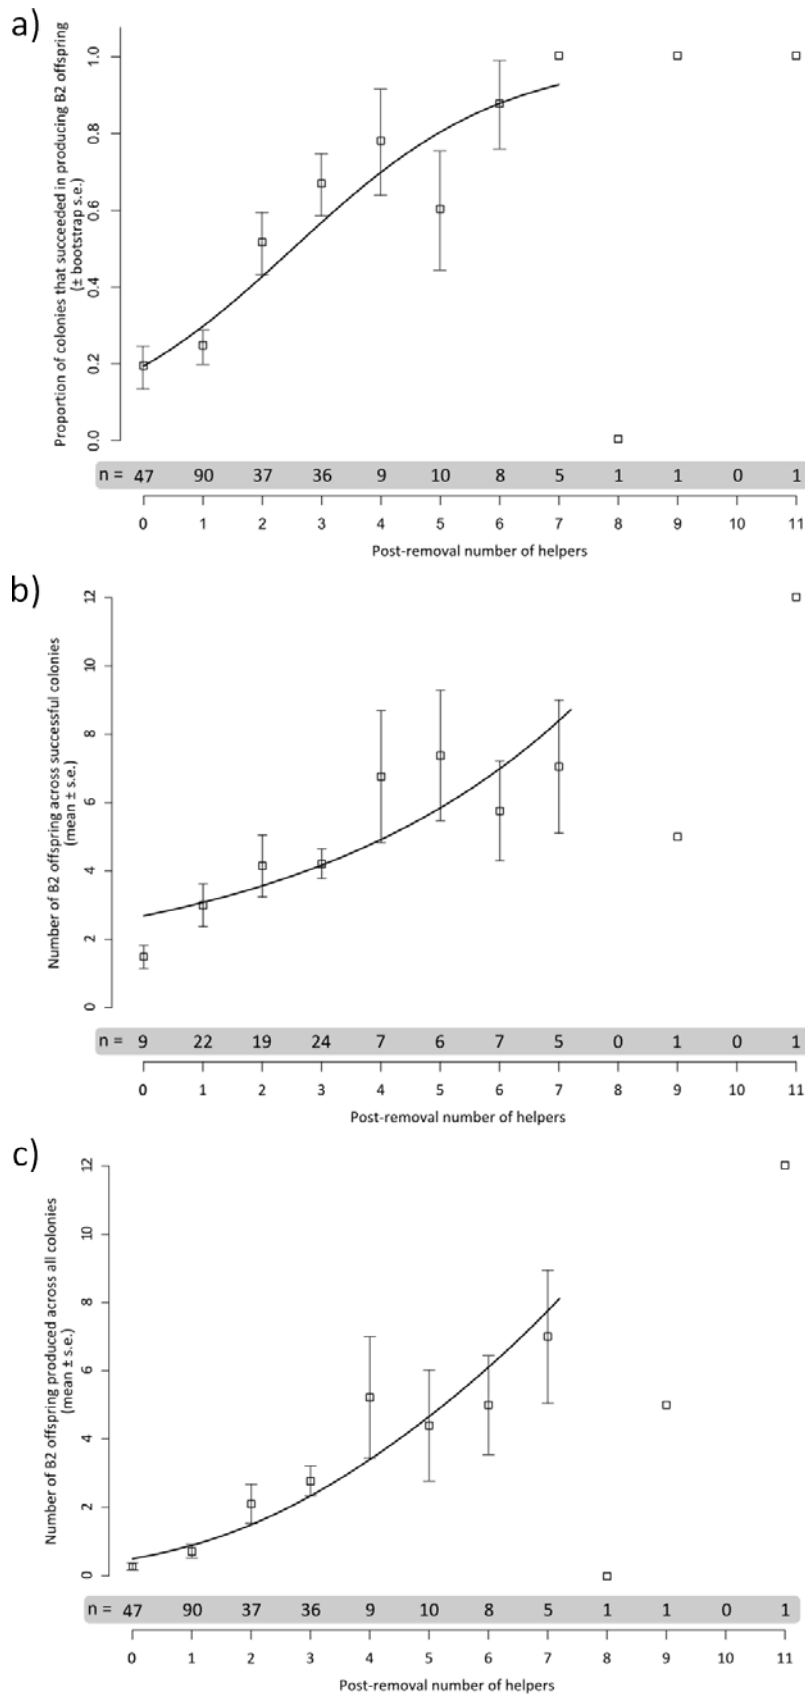 a)
Proportion of colonies that succeeded in producing B2 offspring
(± bootstrap s.e.)
1.0
0.8
0.6
0.4
0.2
0.0
n = 47 90 37 36 9 10 8 5 1 1 0 1
0 1 2 3 4 5 6 7 8 9 10 11
Post-removal number of helpers
b)
Number of B2 offspring across successful colonies
(mean ± s.e.)
12
10
8
6
4
2
0
n = 9 22 19 24 7 6 7 5 0 1 0 1
0 1 2 3 4 5 6 7 8 9 10 11
Post-removal number of helpers
c)
Number of B2 offspring produced across all colonies
(mean ± s.e.)
12
10
8
6
4
2
0
n = 47 90 37 36 9 10 8 5 1 1 0 1
0 1 2 3 4 5 6 7 8 9 10 11
Post-removal number of helpers